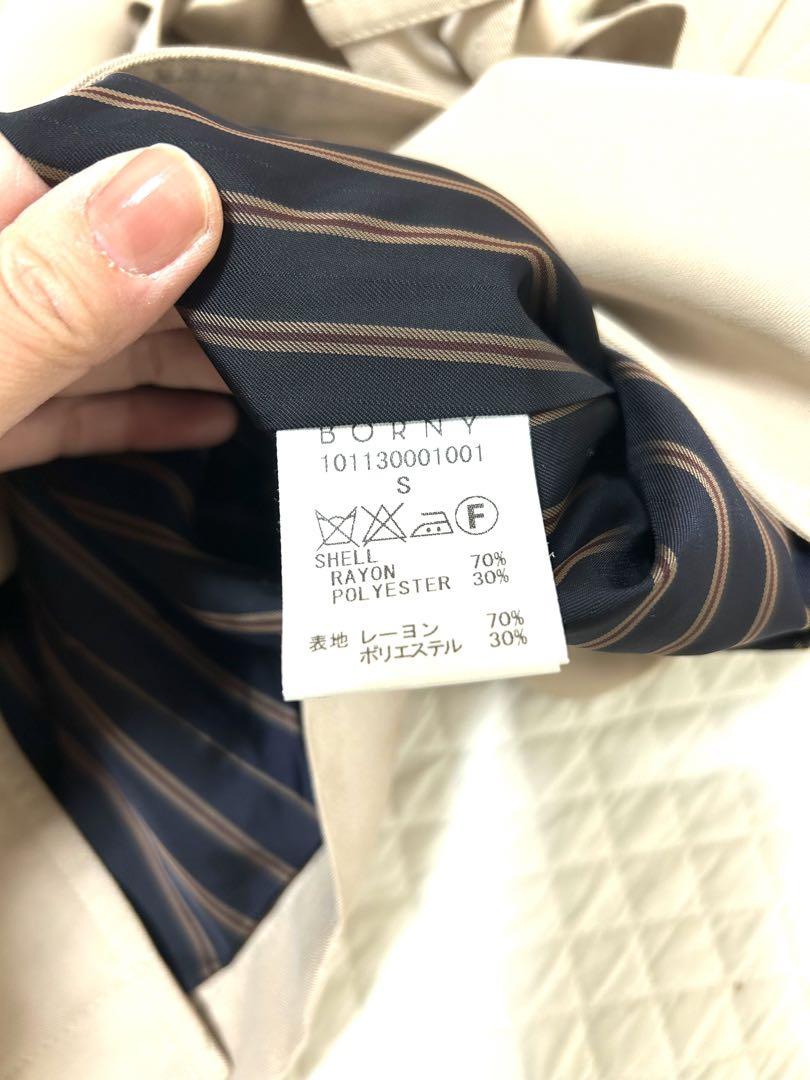 BORNY
101130001001
S
F
SHELL
RAYON 70%
POLYESTER 30%
表地 レーヨン 70%
ポリエステル 30%